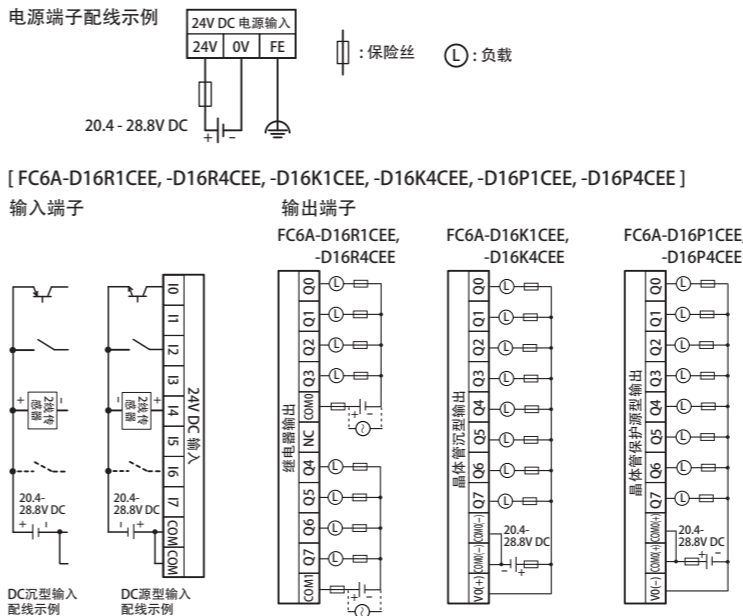 电源端子配线示例
24V DC 电源输入
24V 0V FE
: 保险丝
L : 负载
20.4 - 28.8V DC
+ -
[ FC6A-D16R1CEE, -D16R4CEE, -D16K1CEE, -D16K4CEE, -D16P1CEE, -D16P4CEE ]
输入端子
+ -
2线传
感器
20.4-
28.8V DC
+ -
DC沉型输入
配线示例
- +
2线传
感器
20.4-
28.8V DC
- +
DC源型输入
配线示例
I0
I1
I2
I3
I4
I5
I6
I7
COM
COM
24V DC 输入
输出端子
FC6A-D16R1CEE,
-D16R4CEE
继电器输出
Q0 L
Q1 L
Q2 L
Q3 L
COM0 + -
~
NC
Q4 L
Q5 L
Q6 L
Q7 L
COM1 + -
~
FC6A-D16K1CEE,
-D16K4CEE
晶体管沉型输出
Q0 L
Q1 L
Q2 L
Q3 L
Q4 L
Q5 L
Q6 L
Q7 L
COM0(-)
20.4-
28.8V DC
COM0(-) - +
V0(+)
FC6A-D16P1CEE,
-D16P4CEE
晶体管保护源型输出
Q0 L
Q1 L
Q2 L
Q3 L
Q4 L
Q5 L
Q6 L
Q7 L
COM0(+)
20.4-
28.8V DC
COM0(+) + -
V0(-)